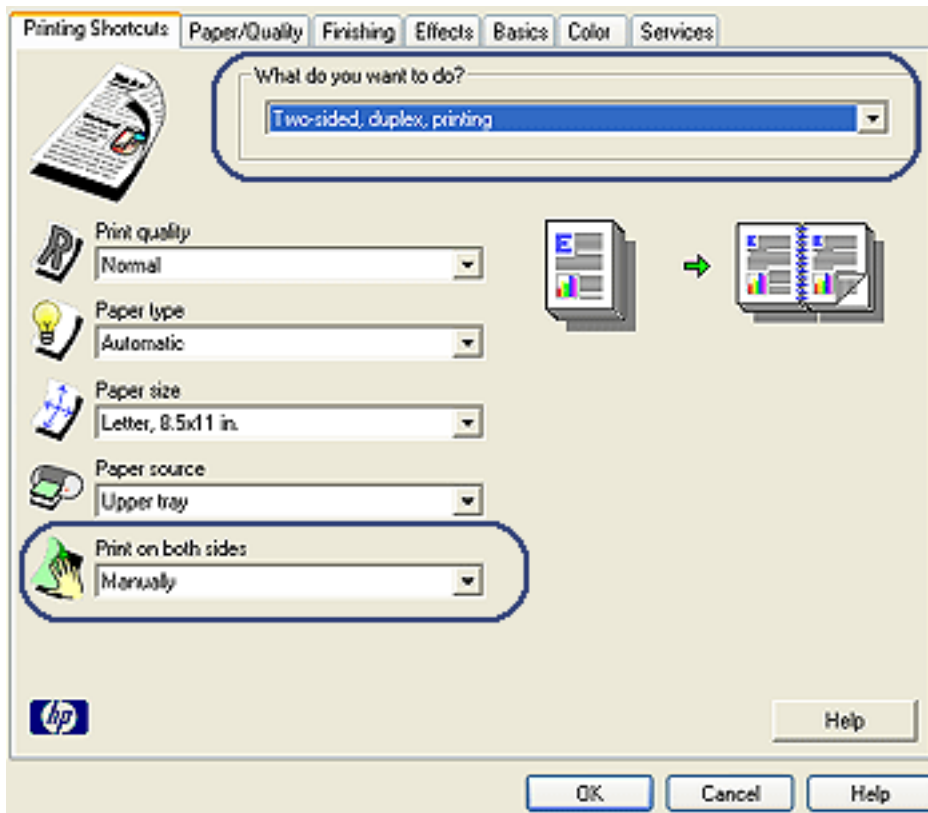 Printing Shortcuts Paper/Quality Finishing Effects Basics Color Services
What do you want to do?
Two-sided, duplex, printing
Print quality
Normal
Paper type
Automatic
Paper size
Letter, 8.5x11 in.
Paper source
Upper tray
Print on both sides
Manually
hp
Help
OK Cancel Help